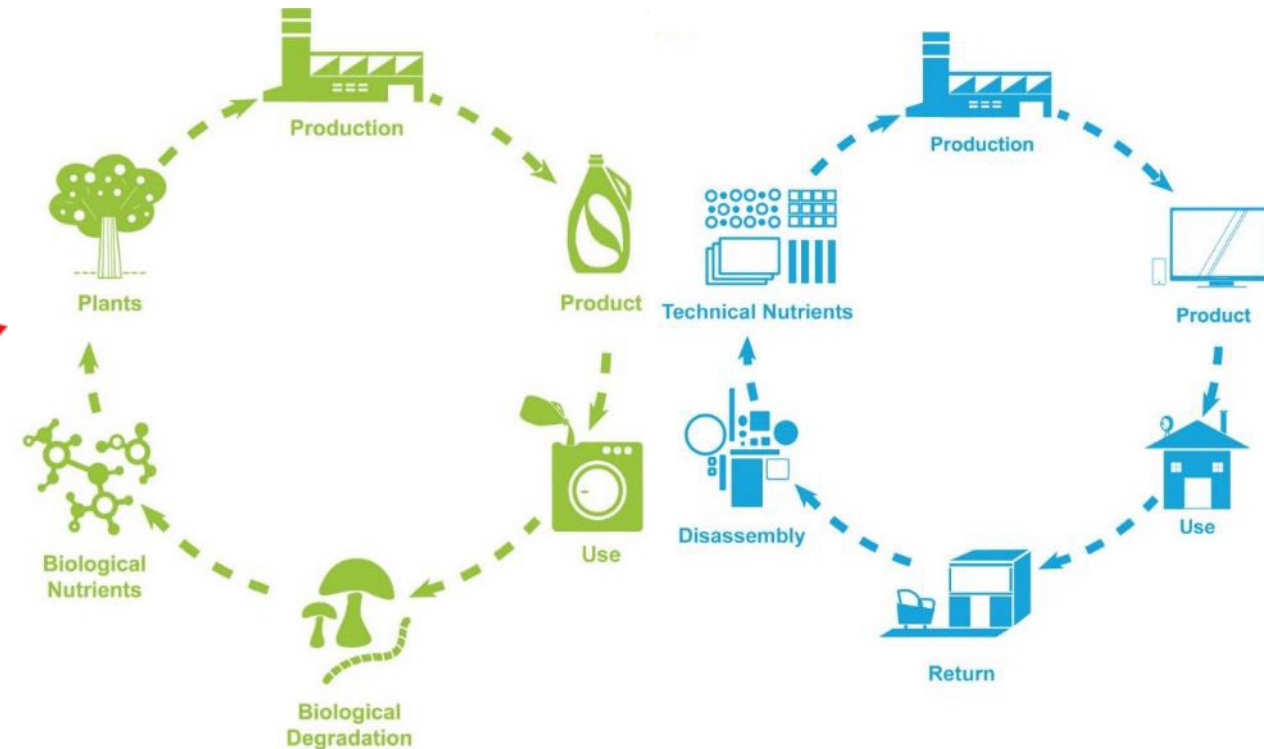 Production
Plants
Product
Use
Biological
Nutrients
Biological
Degradation
Production
Technical Nutrients
Product
Disassembly
Use
Return